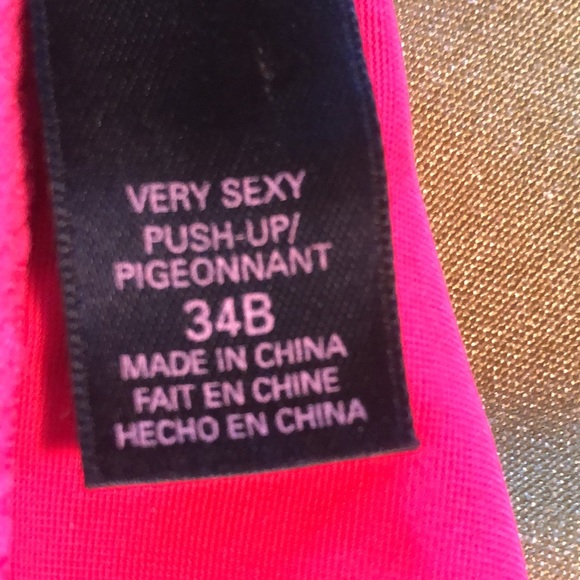 VERY SEXY
PUSH-UP/
PIGEONNANT
34B
MADE IN CHINA
FAIT EN CHINE
HECHO EN CHINA